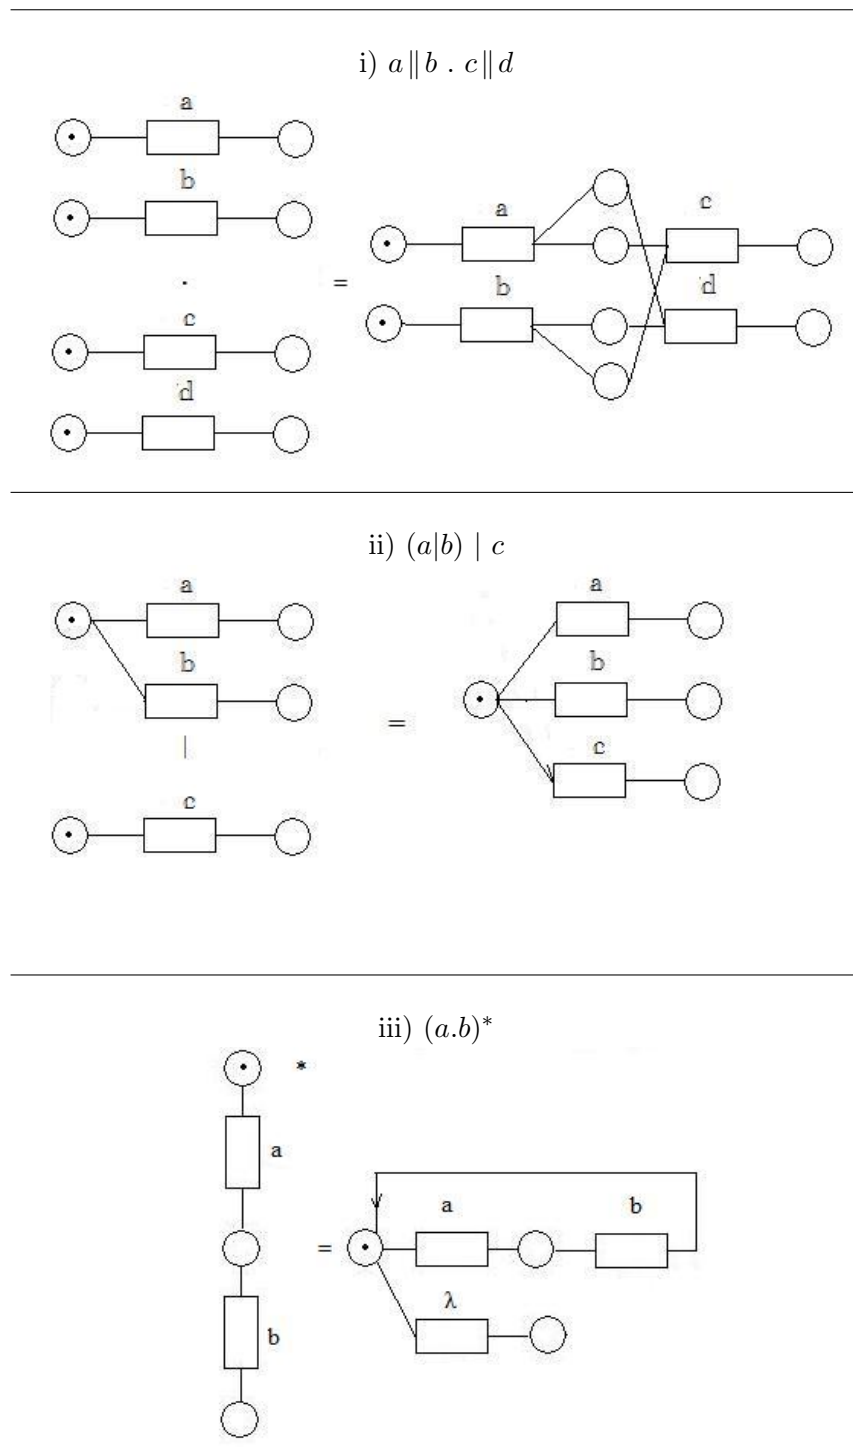 i) a∥b . c∥d
a
b
.
c
d
=
a
b
c
d
ii) (a|b) | c
a
b
|
c
=
a
b
c
iii) (a.b)*
*
a
b
=
a
b
λ